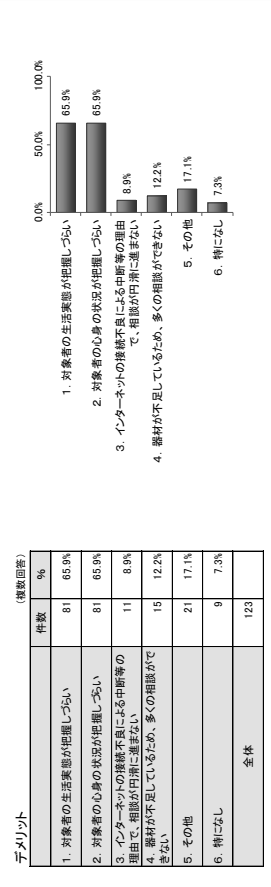 デメリット
(複数回答)
件数 %
1. 対象者の生活実態が把握しづらい 81 65.9%
2. 対象者の心身の状況が把握しづらい 81 65.9%
3. インターネットの接続不良による中断等の
理由で、相談が円滑に進まない 11 8.9%
4. 器材が不足しているため、多くの相談がで
きない 15 12.2%
5. その他 21 17.1%
6. 特になし 9 7.3%
全体 123
0.0% 50.0% 100.0%
1. 対象者の生活実態が把握しづらい 65.9%
2. 対象者の心身の状況が把握しづらい 65.9%
3. インターネットの接続不良による中断等の理由
で、相談が円滑に進まない 8.9%
4. 器材が不足しているため、多くの相談ができない 12.2%
5. その他 17.1%
6. 特になし 7.3%